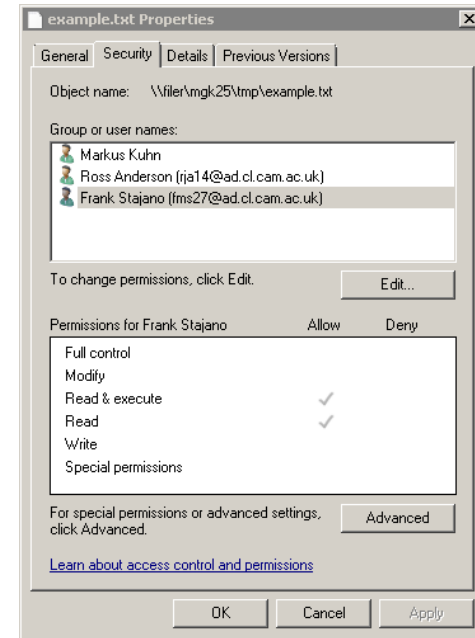 example.txt Properties
General Security Details Previous Versions
Object name: \\filer\mgk25\tmp\example.txt
Group or user names:
Markus Kuhn
Ross Anderson (rja14@ad.cl.cam.ac.uk)
Frank Stajano (fms27@ad.cl.cam.ac.uk)
To change permissions, click Edit.
Edit...
Permissions for Frank Stajano Allow Deny
Full control
Modify
Read & execute
Read
Write
Special permissions
For special permissions or advanced settings,
click Advanced.
Advanced
Learn about access control and permissions
OK Cancel Apply